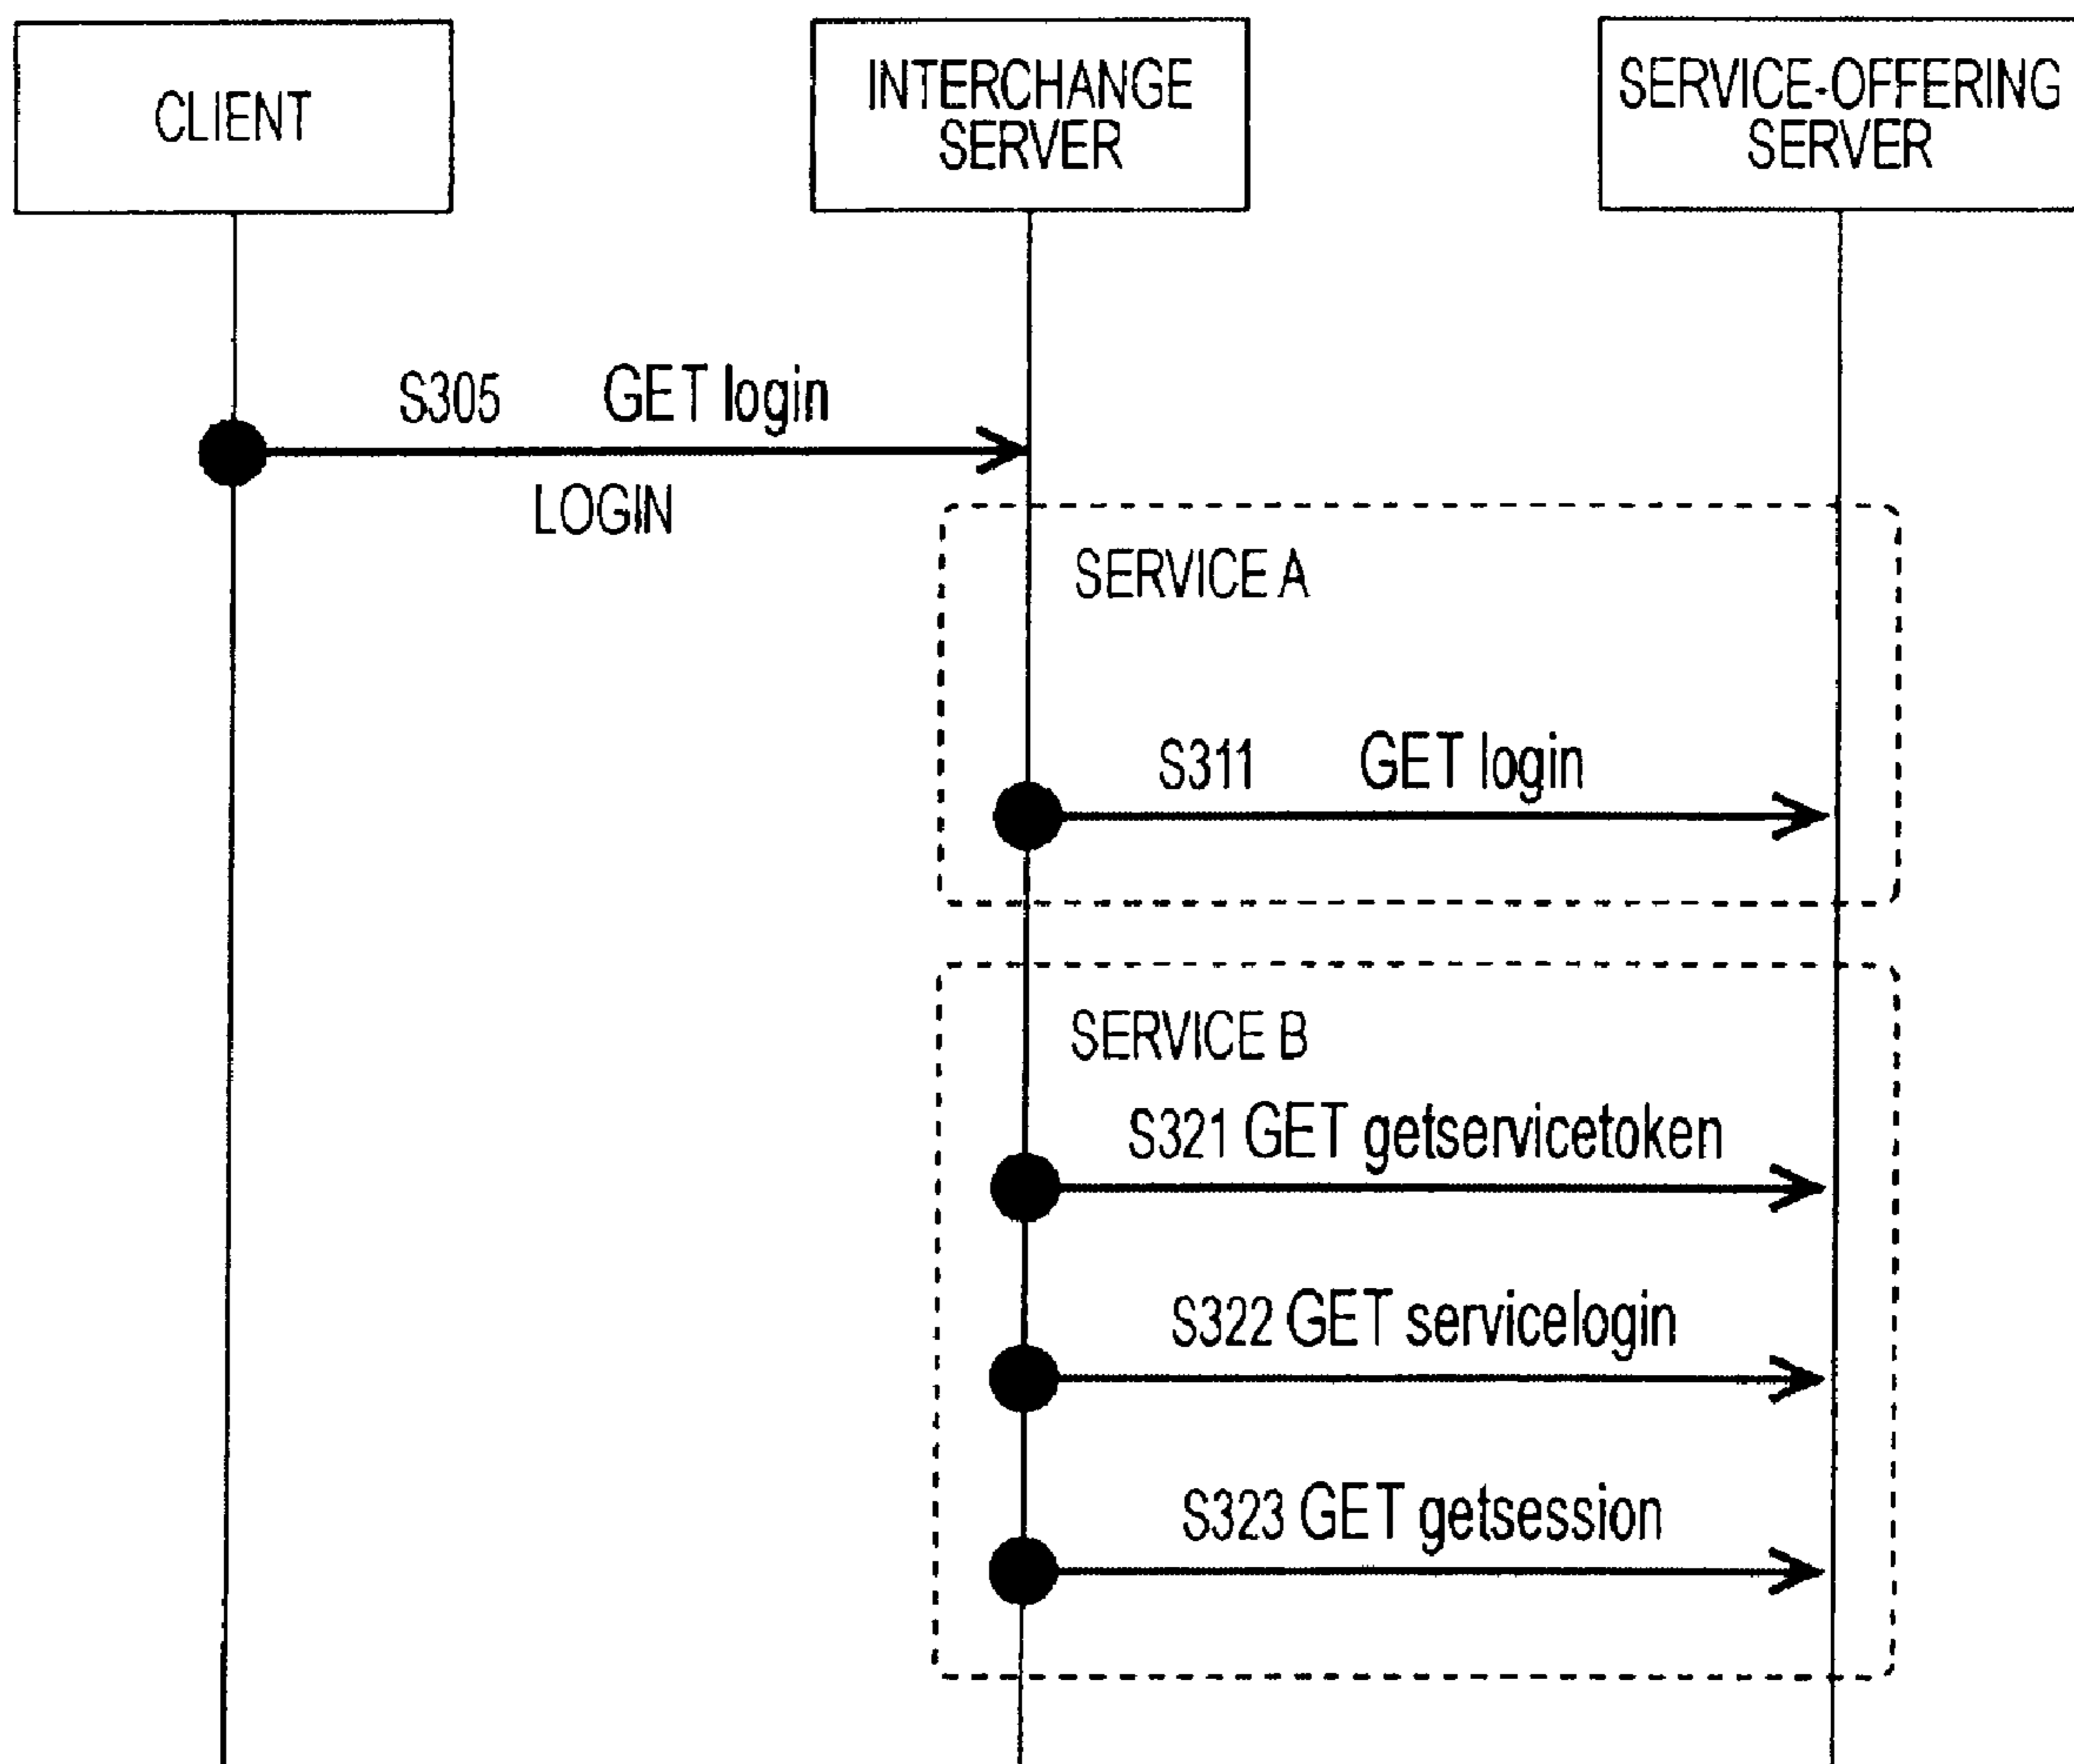 CLIENT
INTERCHANGE
SERVER
SERVICE-OFFERING
SERVER
S305 GET login
LOGIN
SERVICE A
S311 GET login
SERVICE B
S321 GET getservicetoken
S322 GET servicelogin
S323 GET getsession